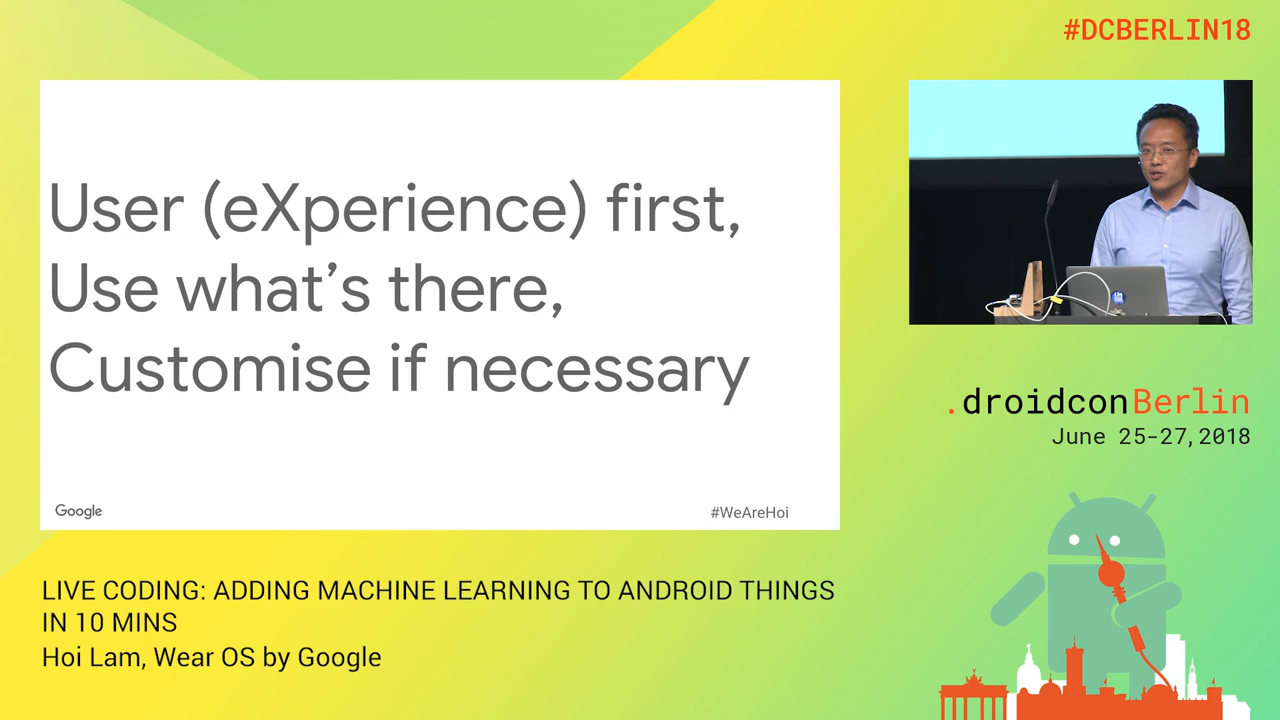 #DCBERLIN18
User (eXperience) first,
Use what's there,
Customise if necessary
Google
#WeAreHoi
.droidconBerlin
June 25-27, 2018
LIVE CODING: ADDING MACHINE LEARNING TO ANDROID THINGS
IN 10 MINS
Hoi Lam, Wear OS by Google